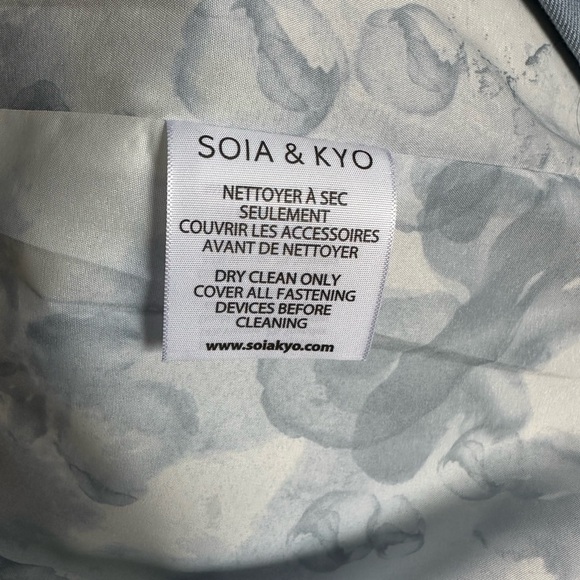 SOIA & KYO
NETTOYER À SEC
SEULEMENT
COUVRIR LES ACCESSOIRES
AVANT DE NETTOYER
DRY CLEAN ONLY
COVER ALL FASTENING
DEVICES BEFORE
CLEANING
www.soiakyo.com